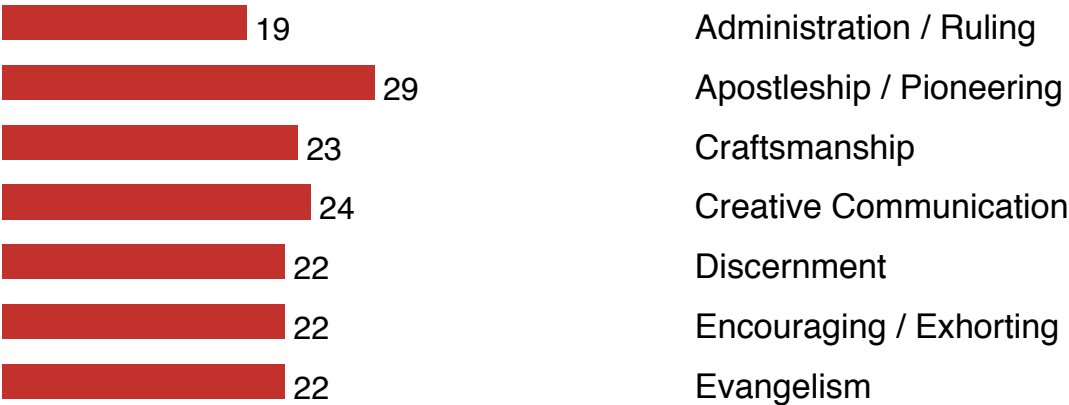 19 Administration / Ruling
29 Apostleship / Pioneering
23 Craftsmanship
24 Creative Communication
22 Discernment
22 Encouraging / Exhorting
22 Evangelism